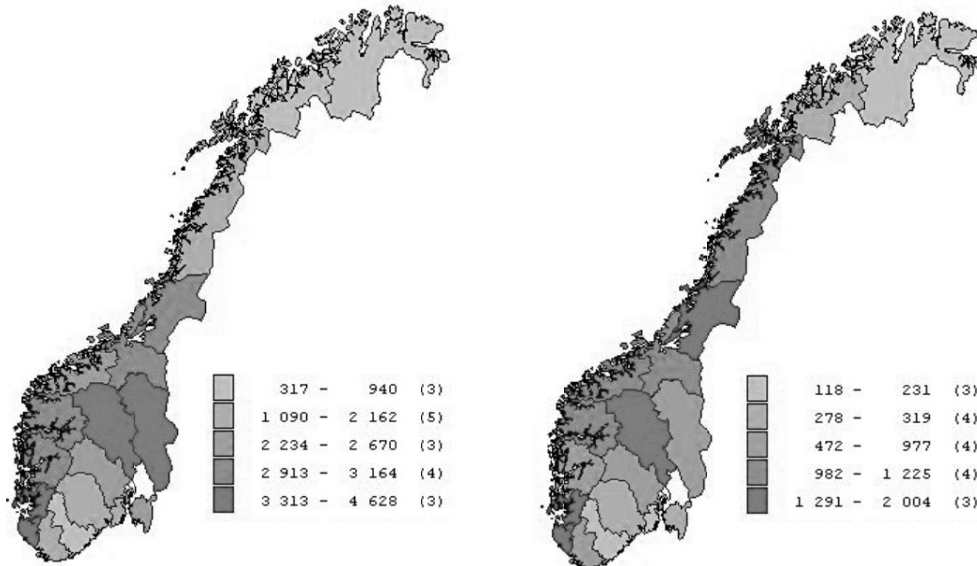 317 - 940 (3)
1 090 - 2 162 (5)
2 234 - 2 670 (3)
2 913 - 3 164 (4)
3 313 - 4 628 (3)
118 - 231 (3)
278 - 319 (4)
472 - 977 (4)
982 - 1 225 (4)
1 291 - 2 004 (3)